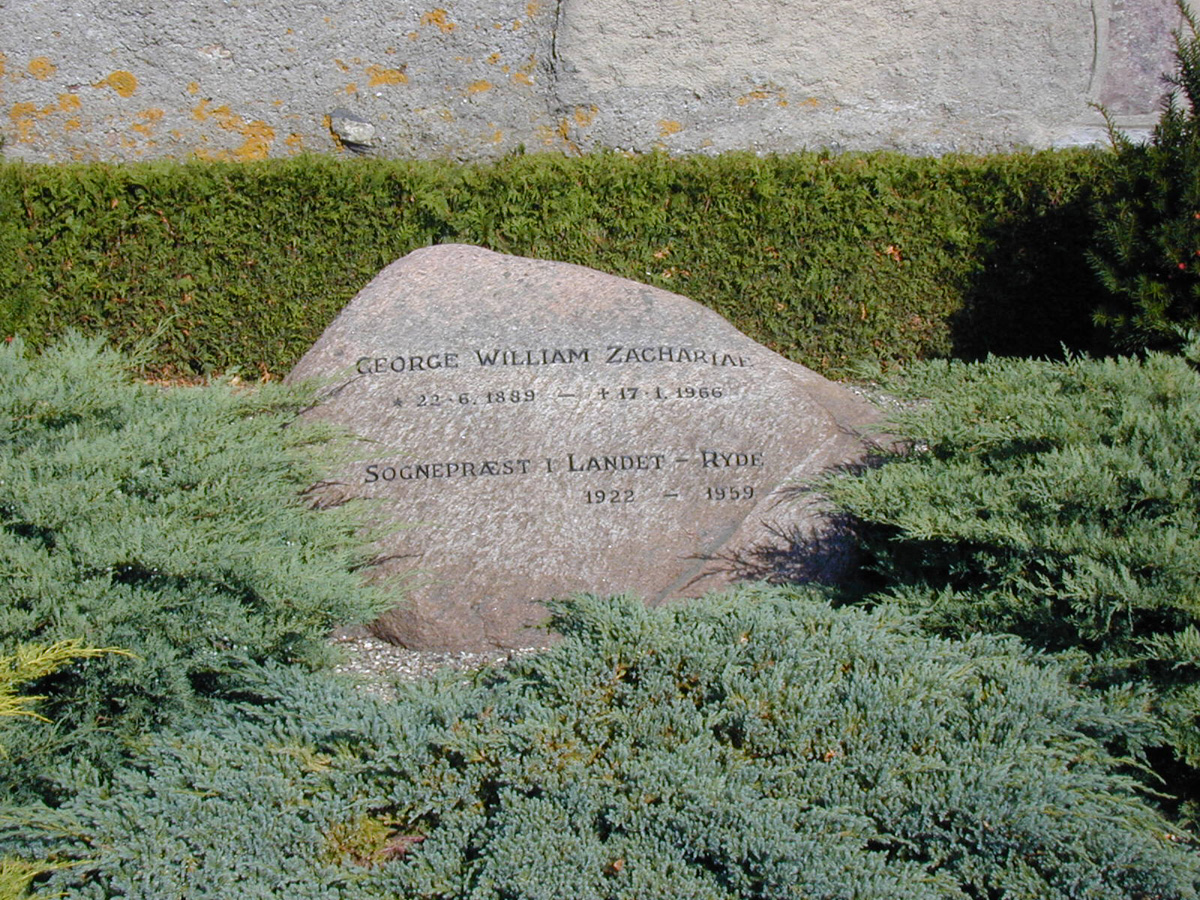 GEORGE WILLIAM ZACHARIAE
* 22·6.1889 — †17·1.1966
SOGNEPRÆST I LANDET – RYDE
1922 — 1959